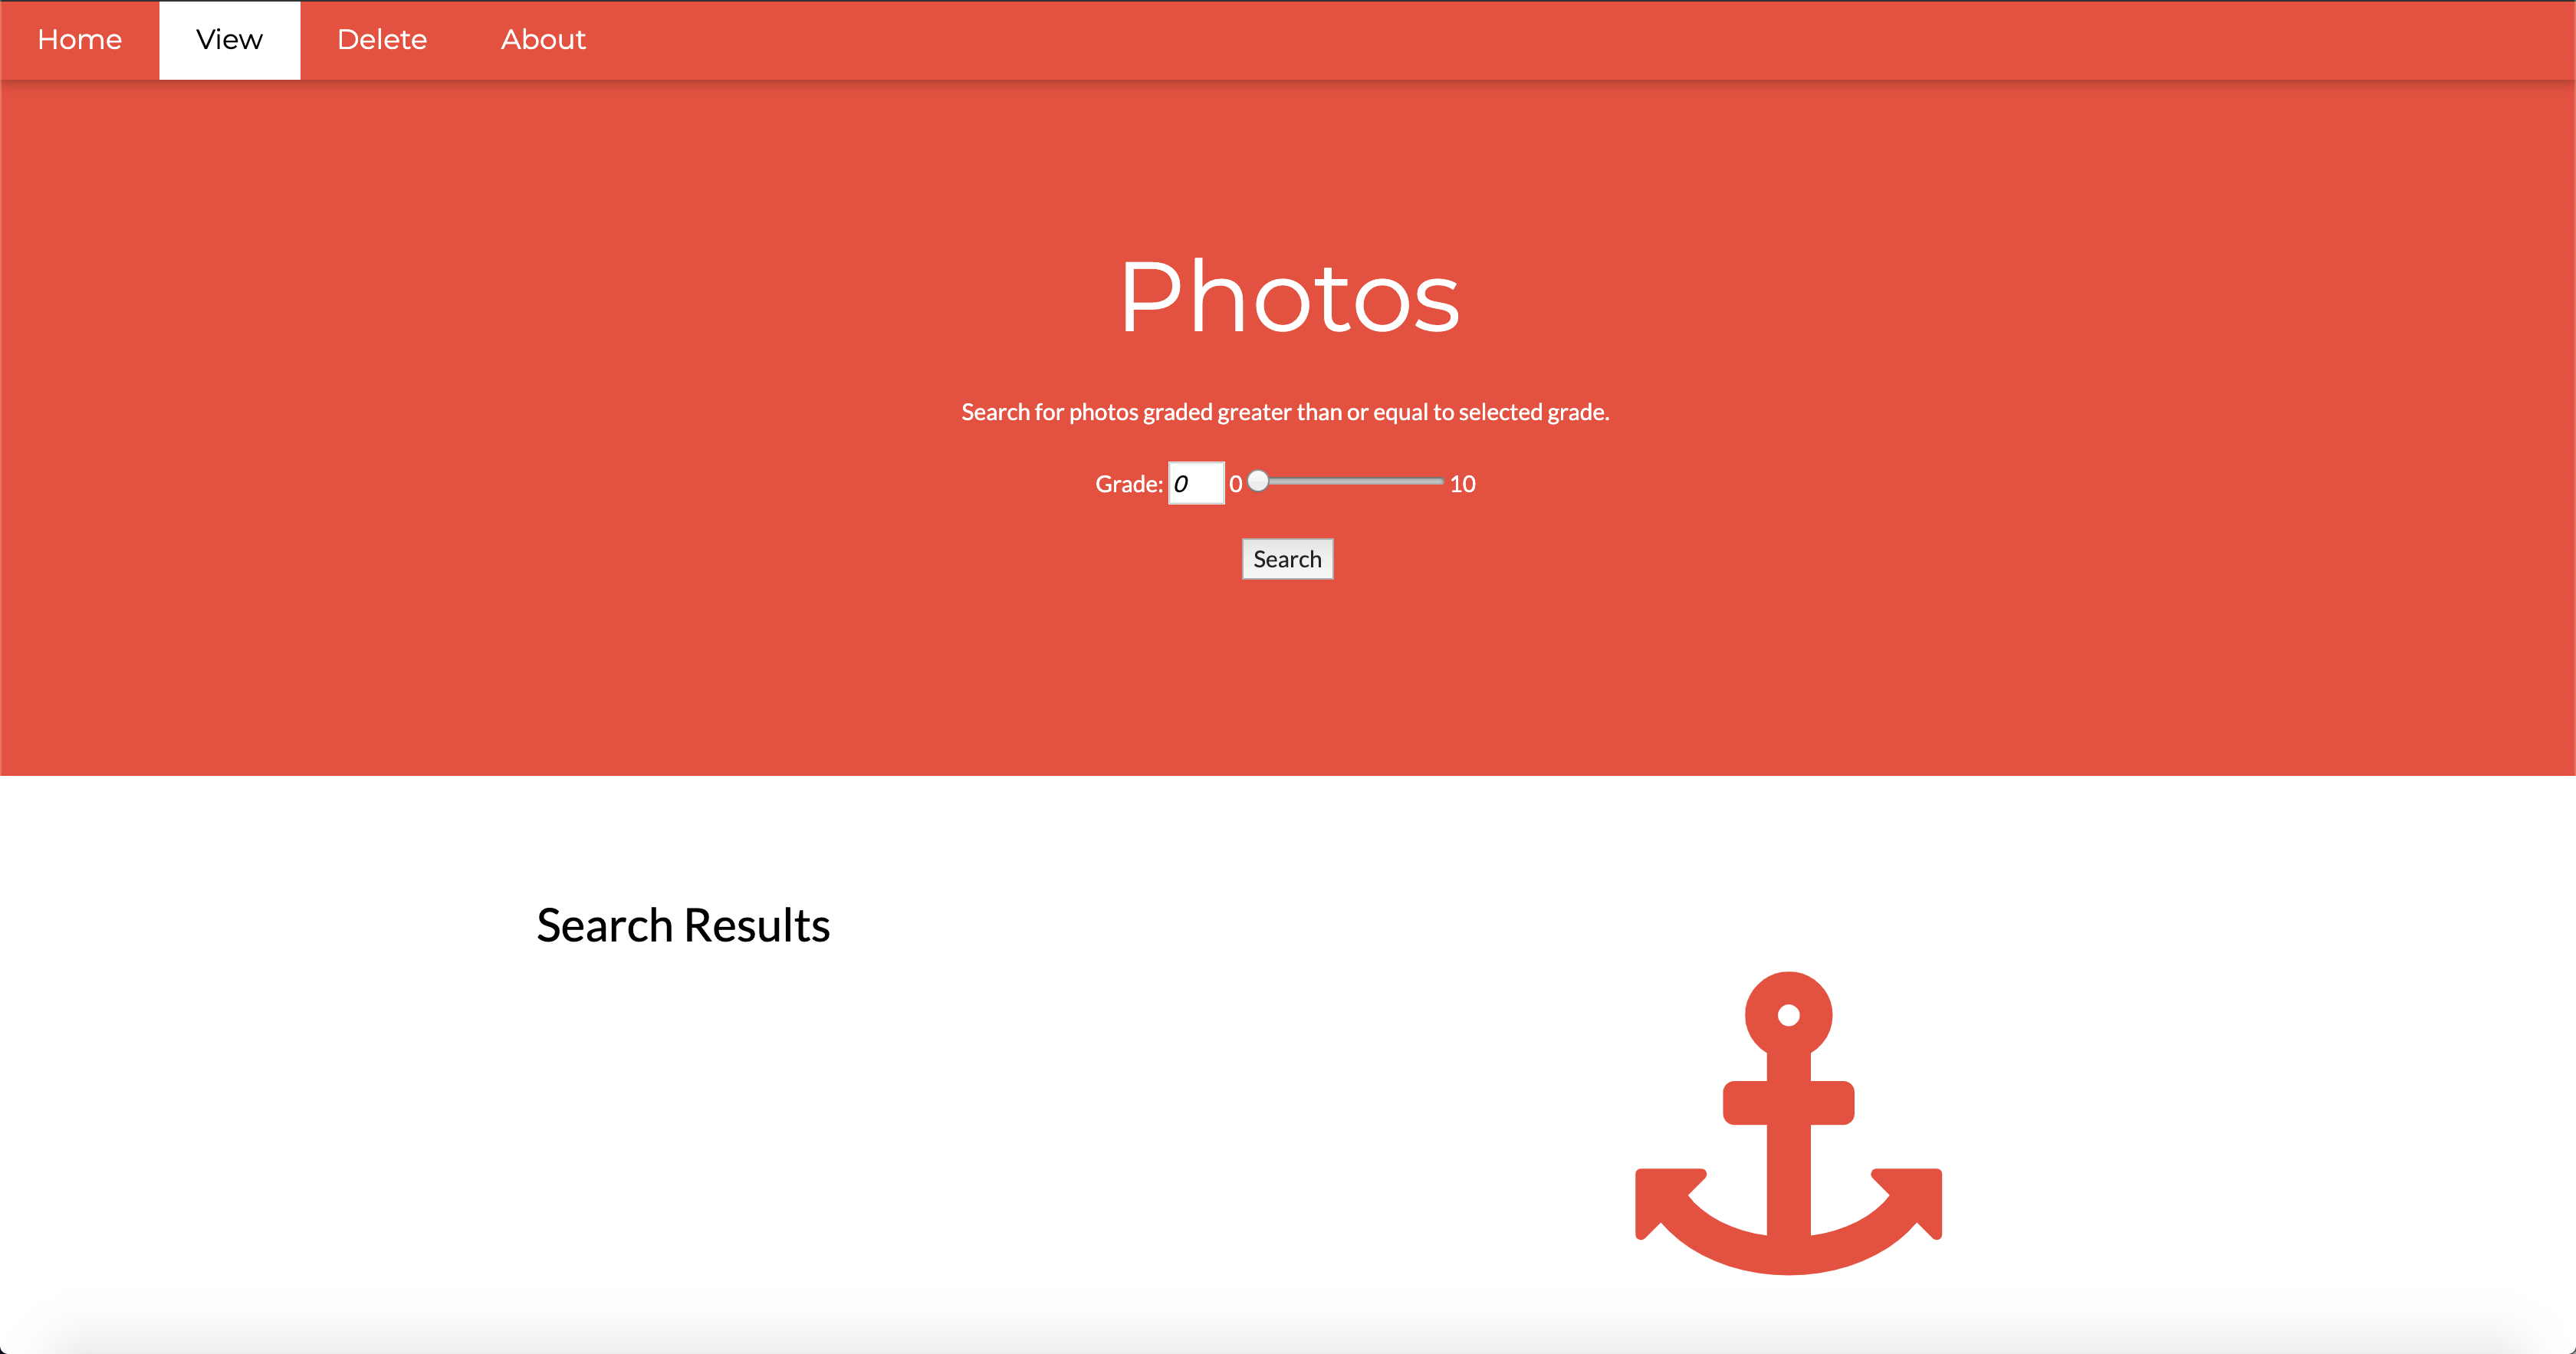 Home View Delete About
Photos
Search for photos graded greater than or equal to selected grade.
Grade: 0 0 10
Search
Search Results